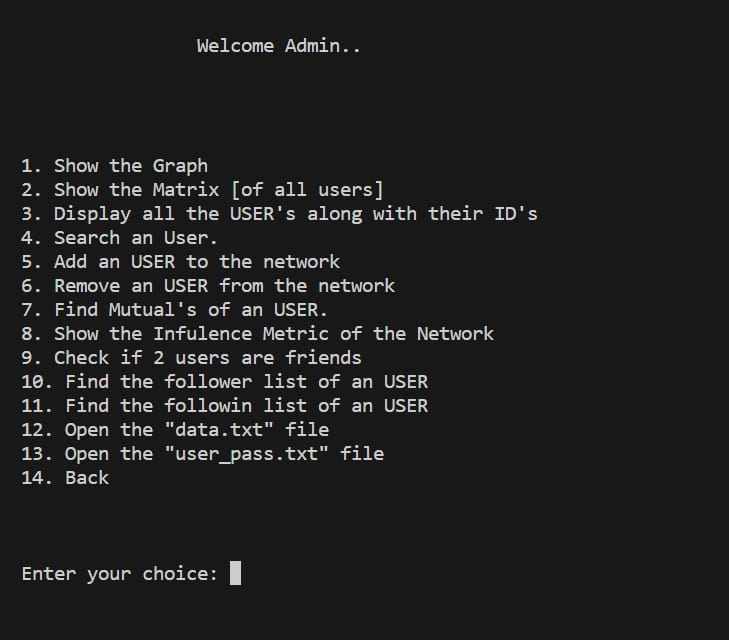 Welcome Admin..
1. Show the Graph
2. Show the Matrix [of all users]
3. Display all the USER's along with their ID's
4. Search an User.
5. Add an USER to the network
6. Remove an USER from the network
7. Find Mutual's of an USER.
8. Show the Infulence Metric of the Network
9. Check if 2 users are friends
10. Find the follower list of an USER
11. Find the followin list of an USER
12. Open the "data.txt" file
13. Open the "user_pass.txt" file
14. Back
Enter your choice: